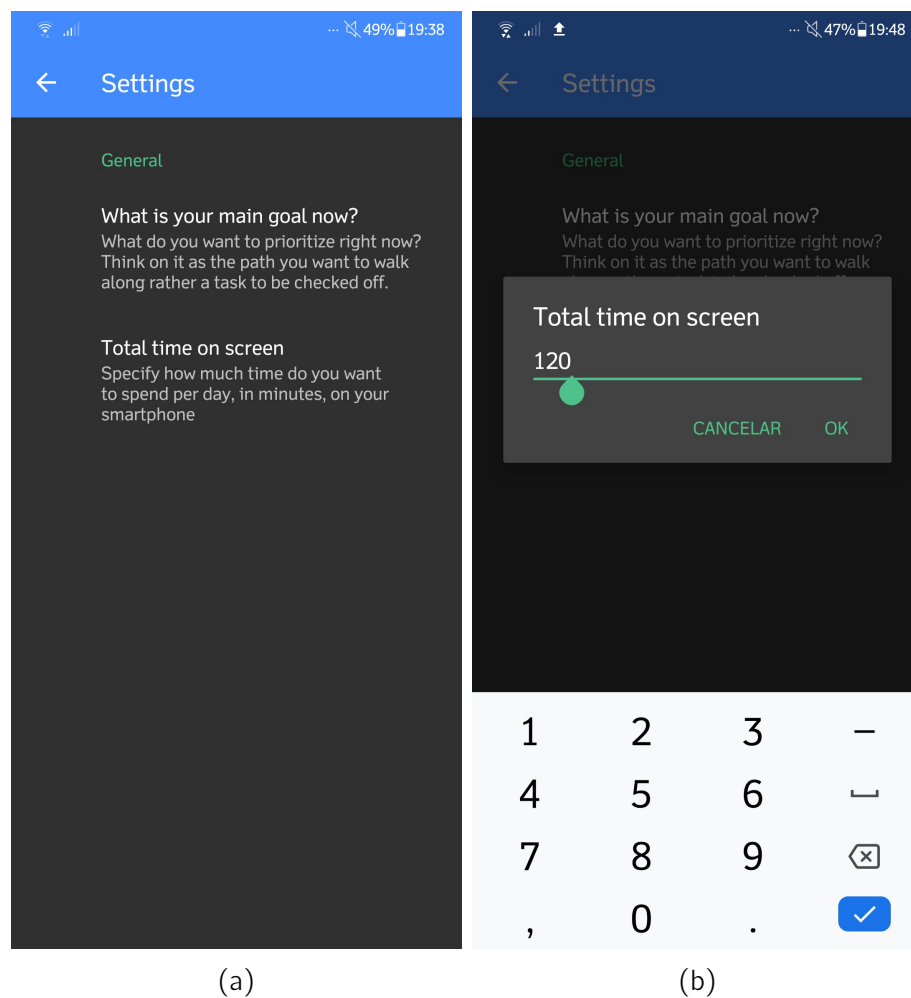 49% 19:38
Settings
General
What is your main goal now?
What do you want to prioritize right now?
Think on it as the path you want to walk
along rather a task to be checked off.
Total time on screen
Specify how much time do you want
to spend per day, in minutes, on your
smartphone
(a)
47% 19:48
Settings
General
What is your main goal now?
What do you want to prioritize right now?
Think on it as the path you want to walk
Total time on screen
120
CANCELAR OK
1 2 3 –
4 5 6
7 8 9
, 0 .
(b)